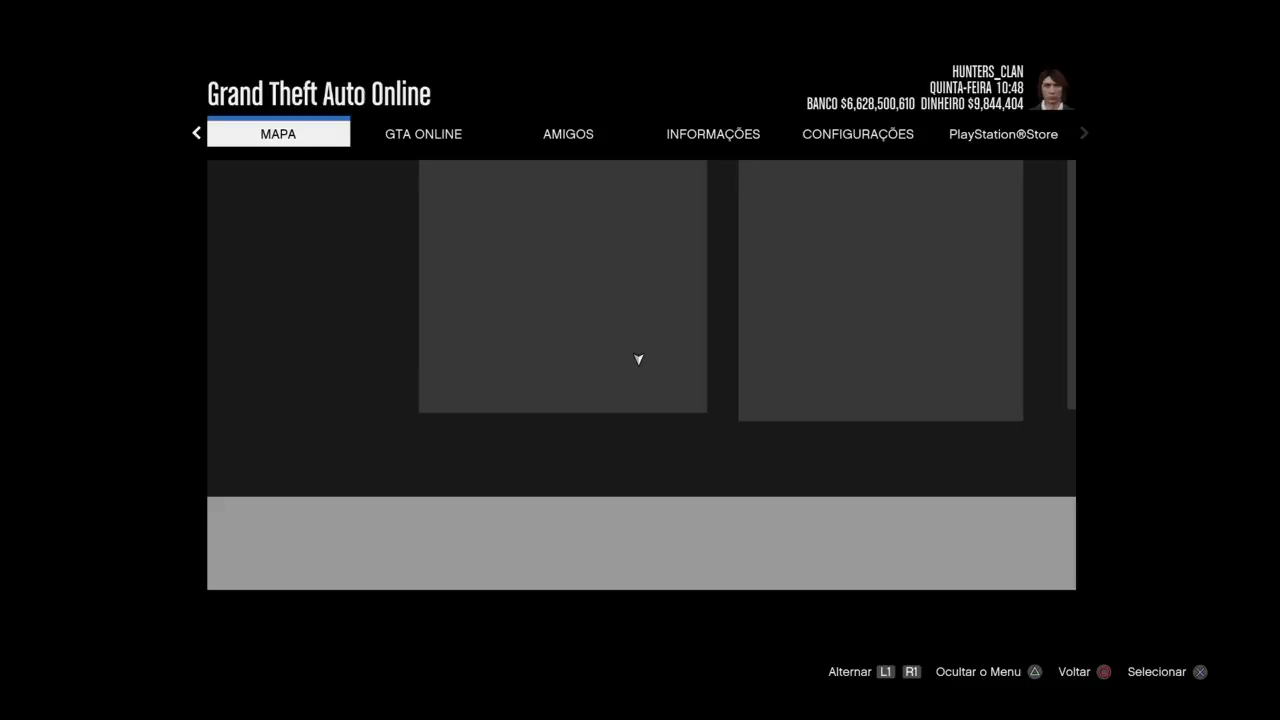 Grand Theft Auto Online
HUNTERS_CLAN
QUINTA-FEIRA 10:48
BANCO $6,628,500,610 DINHEIRO $9,844,404
MAPA GTA ONLINE AMIGOS INFORMAÇÕES CONFIGURAÇÕES PlayStation®Store
Alternar L1 R1 Ocultar o Menu Voltar Selecionar